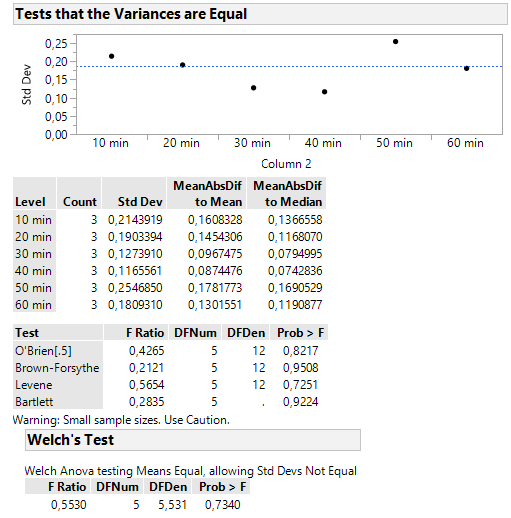 Tests that the Variances are Equal
0,25
0,20
0,15
0,10
0,05
0,00
Std Dev
10 min 20 min 30 min 40 min 50 min 60 min
Column 2
MeanAbsDif MeanAbsDif
Level Count Std Dev to Mean to Median
10 min 3 0,2143919 0,1608328 0,1366558
20 min 3 0,1903394 0,1454306 0,1168070
30 min 3 0,1273910 0,0967475 0,0794995
40 min 3 0,1165561 0,0874476 0,0742836
50 min 3 0,2546850 0,1781773 0,1690529
60 min 3 0,1809310 0,1301551 0,1190877
Test F Ratio DFNum DFDen Prob > F
O'Brien[.5] 0,4265 5 12 0,8217
Brown-Forsythe 0,2121 5 12 0,9508
Levene 0,5654 5 12 0,7251
Bartlett 0,2835 5 . 0,9224
Warning: Small sample sizes. Use Caution.
Welch's Test
Welch Anova testing Means Equal, allowing Std Devs Not Equal
F Ratio DFNum DFDen Prob > F
0,5530 5 5,531 0,7340